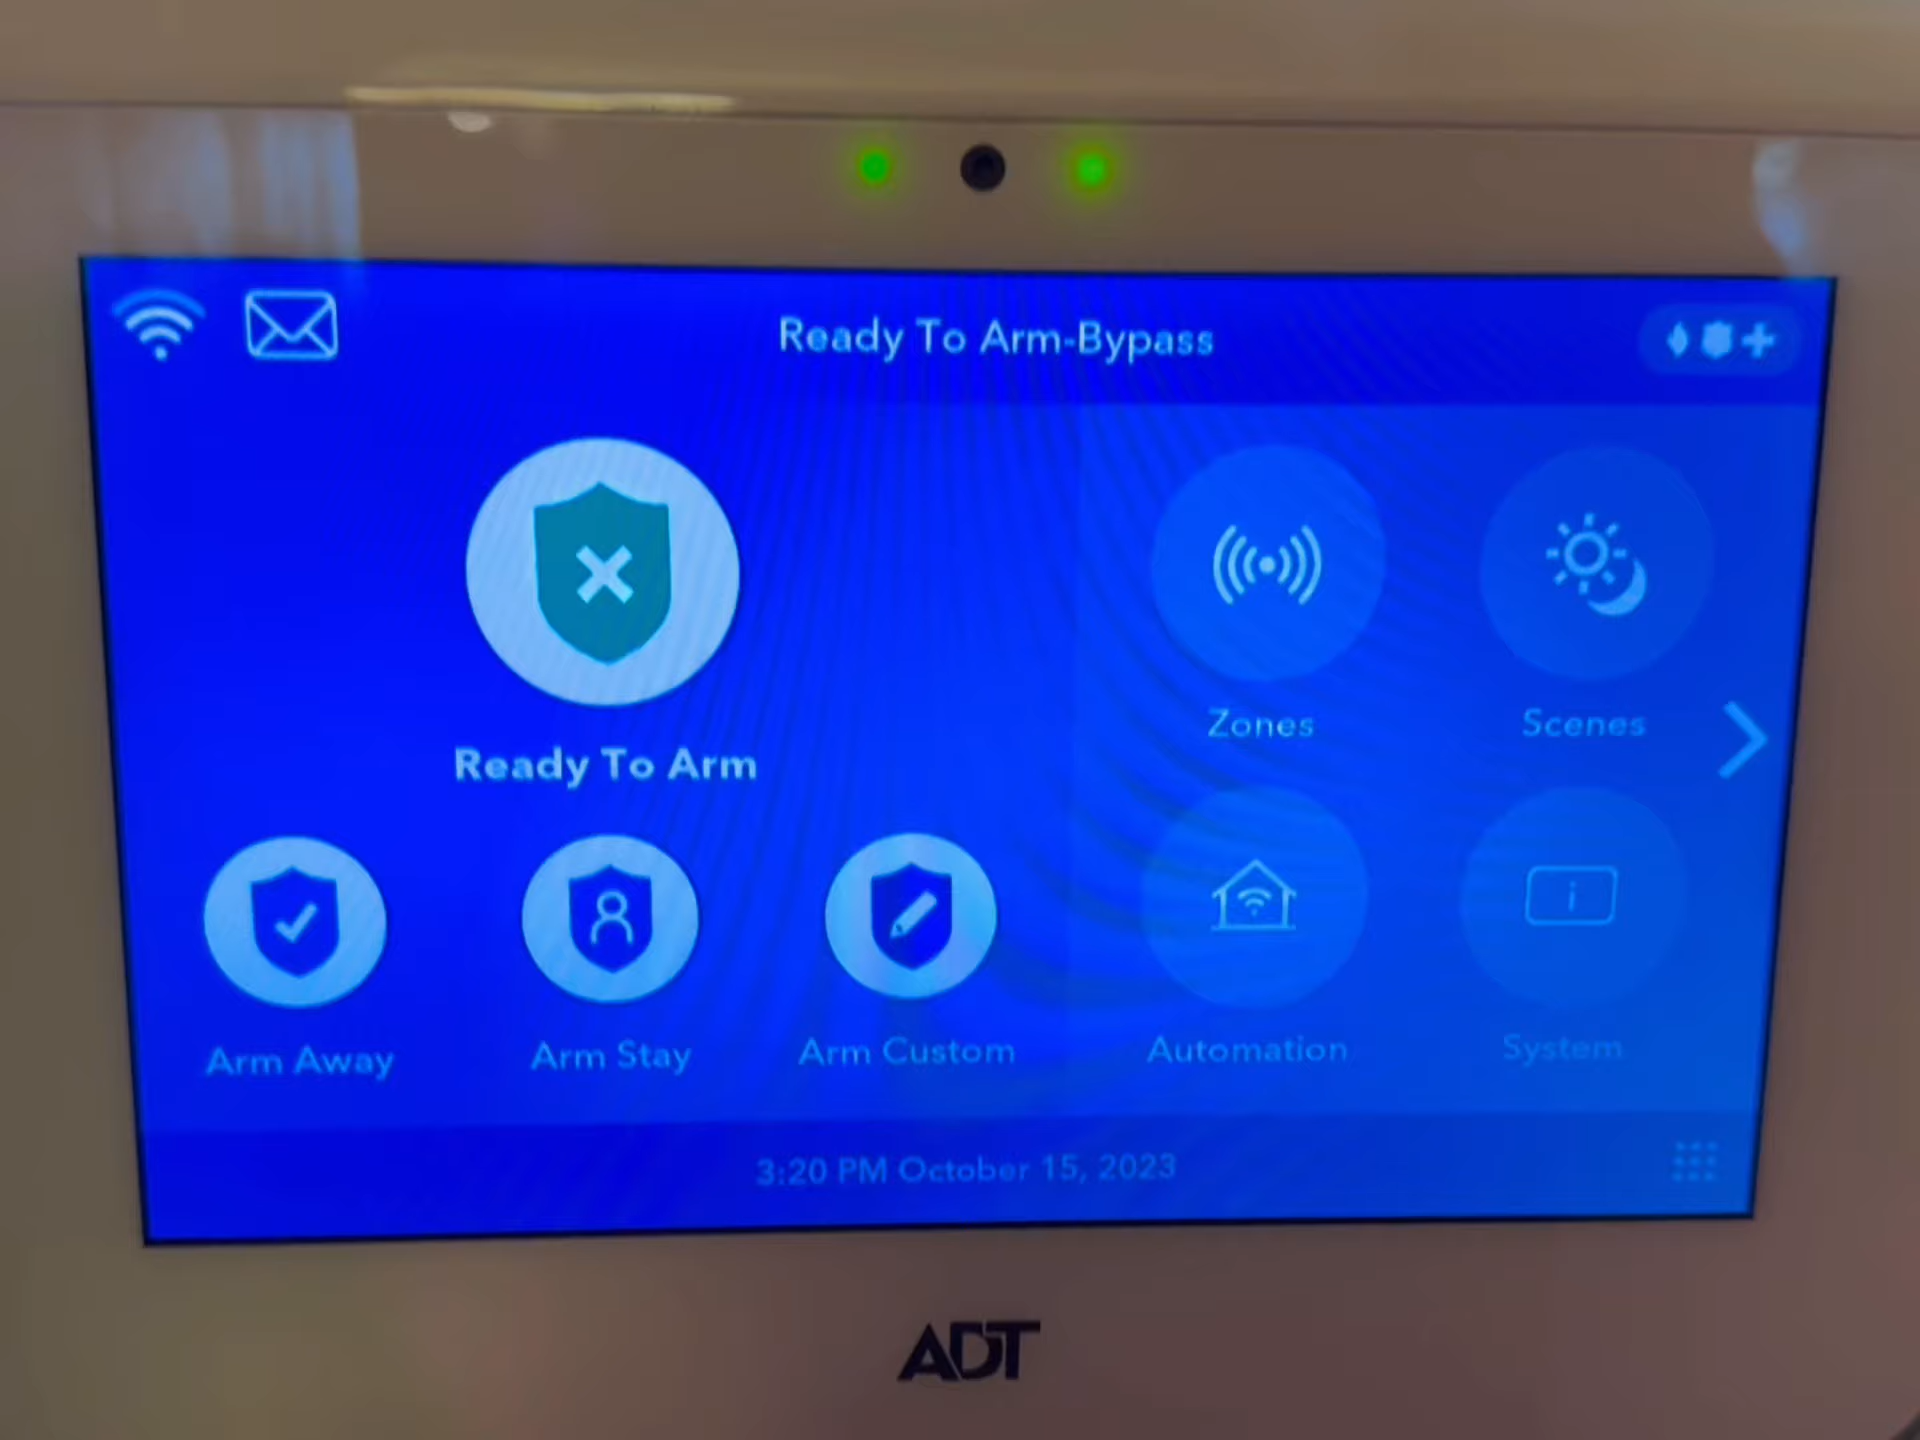 Ready To Arm-Bypass
Ready To Arm
Zones
Scenes
Arm Away
Arm Stay
Arm Custom
Automation
System
3:20 PM October 15, 2023
ADT